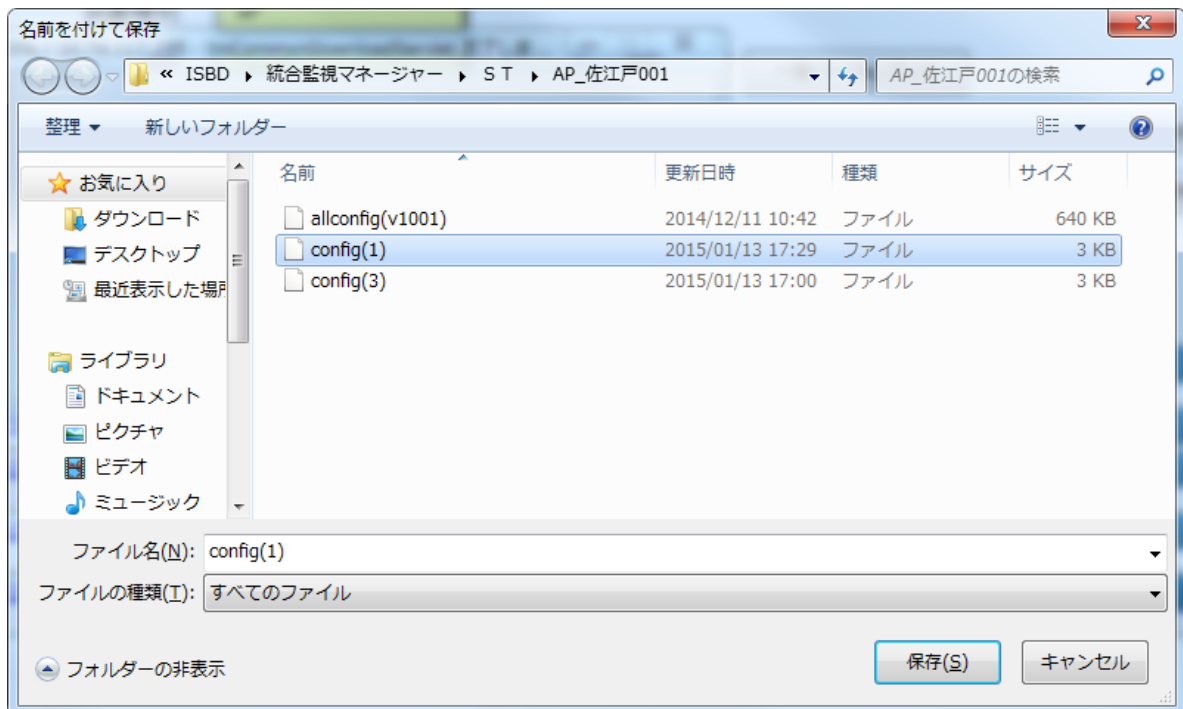 名前を付けて保存
« ISBD ▸ 統合監視マネージャー ▸ ST ▸ AP_佐江戸001
AP_佐江戸001の検索
整理 ▼ 新しいフォルダー
名前 更新日時 種類 サイズ
allconfig(v1001) 2014/12/11 10:42 ファイル 640 KB
config(1) 2015/01/13 17:29 ファイル 3 KB
config(3) 2015/01/13 17:00 ファイル 3 KB
お気に入り
ダウンロード
デスクトップ
最近表示した場所
ライブラリ
ドキュメント
ピクチャ
ビデオ
ミュージック
ファイル名(N): config(1)
ファイルの種類(T): すべてのファイル
フォルダーの非表示
保存(S) キャンセル